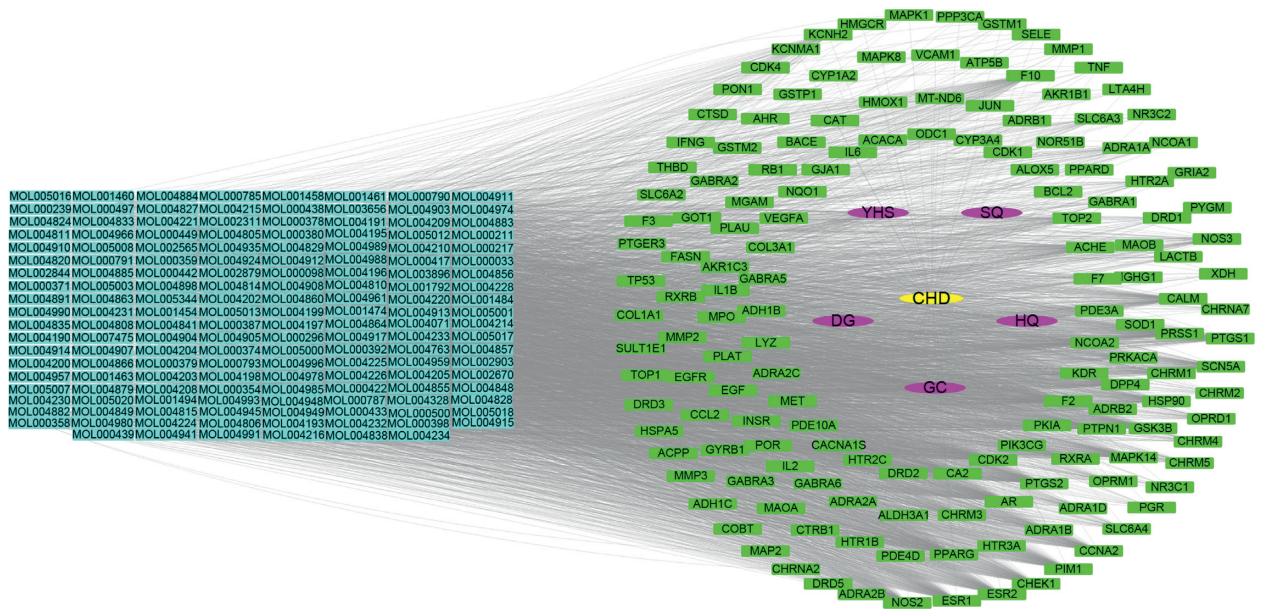 MOL005016 MOL001460 MOL004884 MOL000785 MOL001458 MOL001461 MOL000790 MOL004911
MOL000239 MOL000497 MOL004827 MOL004215 MOL000438 MOL003656 MOL004903 MOL004974
MOL004824 MOL004833 MOL004221 MOL002311 MOL000378 MOL004191 MOL004209 MOL004883
MOL004811 MOL004966 MOL000449 MOL004805 MOL000380 MOL004195 MOL005012 MOL000211
MOL004910 MOL005008 MOL002565 MOL004935 MOL004829 MOL004989 MOL004210 MOL000217
MOL004820 MOL000791 MOL000359 MOL004924 MOL004912 MOL004988 MOL000417 MOL000033
MOL002844 MOL004885 MOL000442 MOL002879 MOL000098 MOL004196 MOL003896 MOL004856
MOL000371 MOL005003 MOL004898 MOL004814 MOL004908 MOL004810 MOL001792 MOL004228
MOL004891 MOL004863 MOL005344 MOL004202 MOL004860 MOL004961 MOL004220 MOL001484
MOL004990 MOL004231 MOL001454 MOL005013 MOL004199 MOL001474 MOL004913 MOL005001
MOL004835 MOL004808 MOL004841 MOL000387 MOL004197 MOL004864 MOL004071 MOL004214
MOL004190 MOL007475 MOL004904 MOL004905 MOL000296 MOL004917 MOL004233 MOL005017
MOL004914 MOL004907 MOL004204 MOL000374 MOL005000 MOL000392 MOL004763 MOL004857
MOL004200 MOL004866 MOL000379 MOL000793 MOL004996 MOL004225 MOL004959 MOL002903
MOL004957 MOL001463 MOL004203 MOL004198 MOL004978 MOL004226 MOL004205 MOL002670
MOL005007 MOL004879 MOL004208 MOL000354 MOL004985 MOL000422 MOL004855 MOL004848
MOL004230 MOL005020 MOL001494 MOL004993 MOL004948 MOL000787 MOL004328 MOL004828
MOL004882 MOL004849 MOL004815 MOL004945 MOL004949 MOL000433 MOL000500 MOL005018
MOL000358 MOL004980 MOL004224 MOL004806 MOL004193 MOL004232 MOL000398 MOL004915
MOL000439 MOL004941 MOL004991 MOL004216 MOL004838 MOL004234
MAPK1 PPP3CA
HMGCR GSTM1
KCNH2 SELE
KCNMA1 MAPK8 VCAM1 ATP5B MMP1
CDK4 CYP1A2 F10 TNF
PON1 GSTP1 HMOX1 MT-ND6 JUN AKR1B1 LTA4H
CTSD AHR CAT ADRB1 SLC6A3 NR3C2
IFNG GSTM2 BACE ACACA ODC1 CYP3A4 NOR51B ADRA1A NCOA1
IL6 CDK1
THBD GABRA2 RB1 GJA1 ALOX5 PPARD GRIA2
SLC6A2 MGAM NQO1 BCL2 HTR2A
GABRA1 PYGM
F3 GOT1 PLAU VEGFA YHS SQ TOP2 DRD1
PTGER3 COL3A1 ACHE MAOB NOS3
FASN AKR1C3 LACTB
TP53 GABRA5 F7 IGHG1 XDH
RXRB IL1B CHD CALM
COL1A1 MPO ADH1B PDE3A CHRNA7
DG HQ SOD1
MMP2 LYZ NCOA2 PRSS1 PTGS1
SULT1E1 PLAT PRKACA
TOP1 EGFR ADRA2C KDR CHRM1 SCN5A
EGF GC DPP4
DRD3 MET F2 HSP90 CHRM2
CCL2 INSR ADRB2 OPRD1
HSPA5 PDE10A PKIA PTPN1 GSK3B
ACPP GYRB1 POR CACNA1S PIK3CG CHRM4
IL2 HTR2C CDK2 RXRA MAPK14 CHRM5
MMP3 GABRA3 GABRA6 DRD2 CA2 PTGS2 OPRM1 NR3C1
ADH1C MAOA ADRA2A AR ADRA1D PGR
ALDH3A1 CHRM3
COBT CTRB1 ADRA1B SLC6A4
MAP2 HTR1B PDE4D PPARG HTR3A CCNA2
CHRNA2 PIM1
DRD5 CHEK1
ADRA2B NOS2 ESR1 ESR2